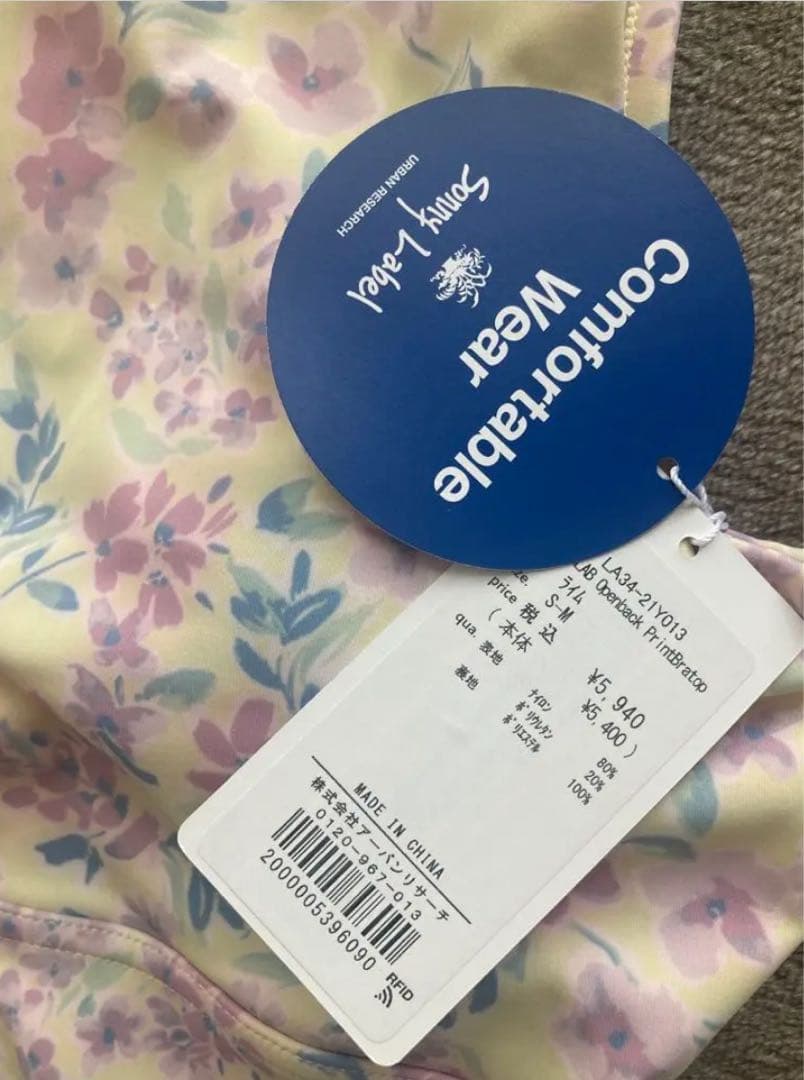 Comfortable
Wear
Sonny Label
URBAN RESEARCH
LA34-21Y013
LAB Openback PrintBratop
ライム
S-M
price 税込 ¥5,940
(本体 ¥5,400)
qua. 表地 ナイロン 80%
ポリウレタン 20%
裏地 ポリエステル 100%
MADE IN CHINA
株式会社アーバンリサーチ
0120-967-013
2000005396090
RFID